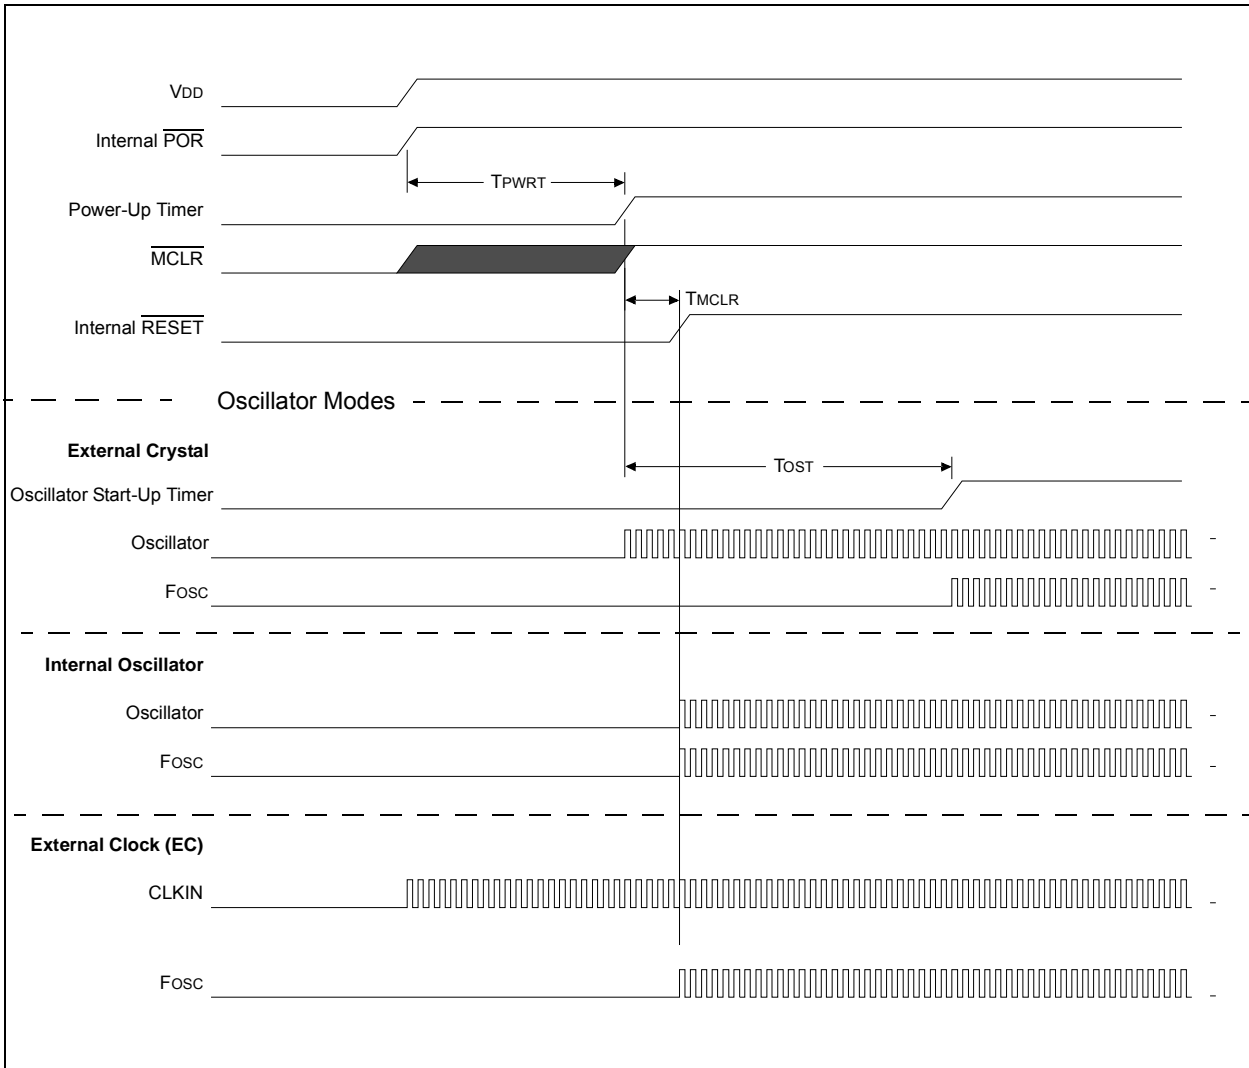 VDD
Internal POR
TPWRT
Power-Up Timer
MCLR
TMCLR
Internal RESET
Oscillator Modes
External Crystal
TOST
Oscillator Start-Up Timer
Oscillator
FOSC
Internal Oscillator
Oscillator
FOSC
External Clock (EC)
CLKIN
FOSC